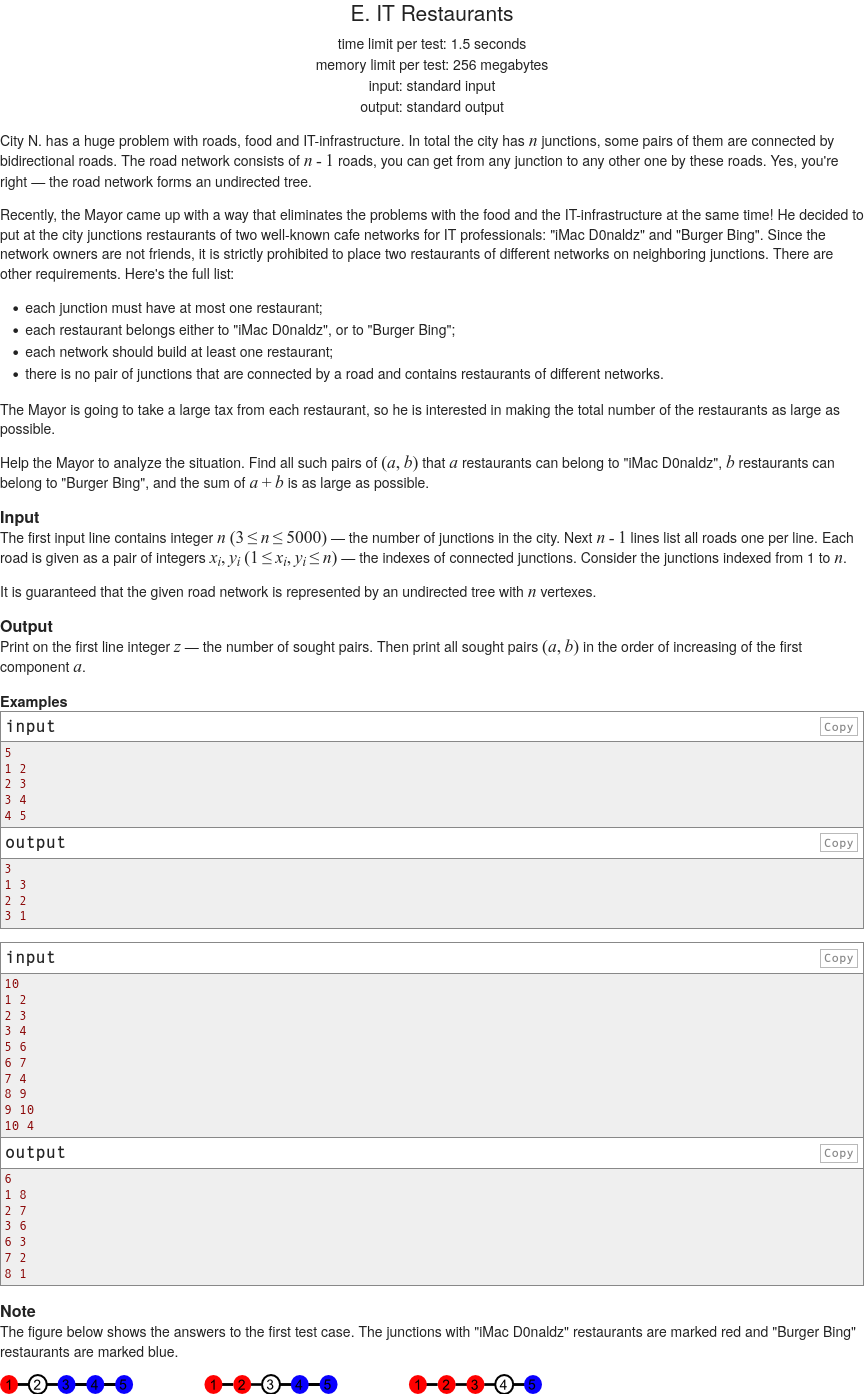 E. IT Restaurants
time limit per test: 1.5 seconds
memory limit per test: 256 megabytes
input: standard input
output: standard output
City N. has a huge problem with roads, food and IT-infrastructure. In total the city has n junctions, some pairs of them are connected by
bidirectional roads. The road network consists of n - 1 roads, you can get from any junction to any other one by these roads. Yes, you're
right — the road network forms an undirected tree.
Recently, the Mayor came up with a way that eliminates the problems with the food and the IT-infrastructure at the same time! He decided to
put at the city junctions restaurants of two well-known cafe networks for IT professionals: "iMac D0naldz" and "Burger Bing". Since the
network owners are not friends, it is strictly prohibited to place two restaurants of different networks on neighboring junctions. There are
other requirements. Here's the full list:
• each junction must have at most one restaurant;
• each restaurant belongs either to "iMac D0naldz", or to "Burger Bing";
• each network should build at least one restaurant;
• there is no pair of junctions that are connected by a road and contains restaurants of different networks.
The Mayor is going to take a large tax from each restaurant, so he is interested in making the total number of the restaurants as large as
possible.
Help the Mayor to analyze the situation. Find all such pairs of (a, b) that a restaurants can belong to "iMac D0naldz", b restaurants can
belong to "Burger Bing", and the sum of a + b is as large as possible.
Input
The first input line contains integer n (3 ≤ n ≤ 5000) — the number of junctions in the city. Next n - 1 lines list all roads one per line. Each
road is given as a pair of integers xi, yi (1 ≤ xi, yi ≤ n) — the indexes of connected junctions. Consider the junctions indexed from 1 to n.
It is guaranteed that the given road network is represented by an undirected tree with n vertexes.
Output
Print on the first line integer z — the number of sought pairs. Then print all sought pairs (a, b) in the order of increasing of the first
component a.
Examples
input Copy
5
1 2
2 3
3 4
4 5
output Copy
3
1 3
2 2
3 1
input Copy
10
1 2
2 3
3 4
5 6
6 7
7 4
8 9
9 10
10 4
output Copy
6
1 8
2 7
3 6
6 3
7 2
8 1
Note
The figure below shows the answers to the first test case. The junctions with "iMac D0naldz" restaurants are marked red and "Burger Bing"
restaurants are marked blue.
1 2 3 4 5 1 2 3 4 5 1 2 3 4 5